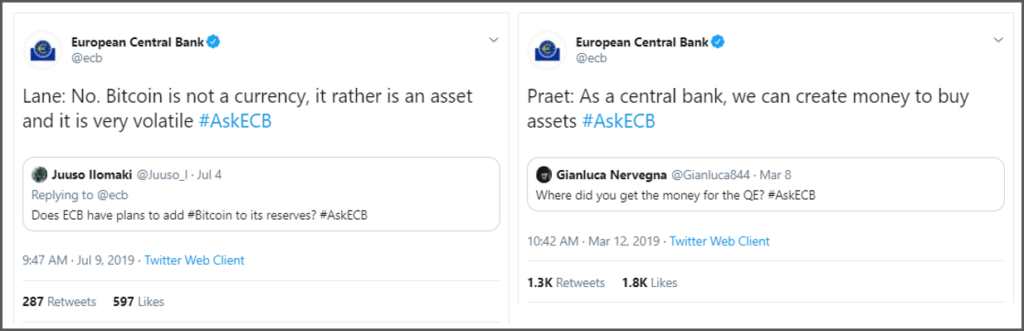 European Central Bank
@ecb
Lane: No. Bitcoin is not a currency, it rather is an asset
and it is very volatile #AskECB
Juuso Ilomaki @Juuso_I · Jul 4
Replying to @ecb
Does ECB have plans to add #Bitcoin to its reserves? #AskECB
9:47 AM · Jul 9, 2019 · Twitter Web Client
287 Retweets 597 Likes
European Central Bank
@ecb
Praet: As a central bank, we can create money to buy
assets #AskECB
Gianluca Nervegna @Gianluca844 · Mar 8
Where did you get the money for the QE? #AskECB
10:42 AM · Mar 12, 2019 · Twitter Web Client
1.3K Retweets 1.8K Likes